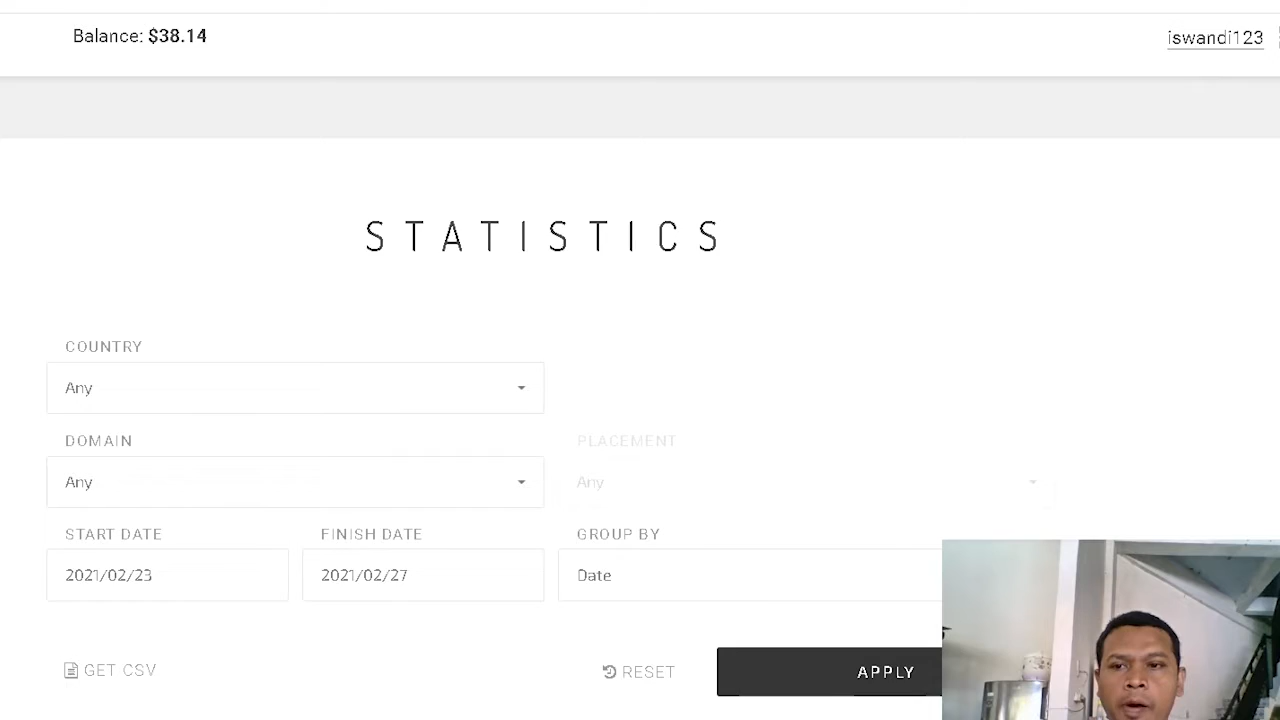 Balance: $38.14
iswandi123
STATISTICS
COUNTRY
Any
DOMAIN
PLACEMENT
Any
Any
START DATE
FINISH DATE
GROUP BY
2021/02/23
2021/02/27
Date
GET CSV
RESET
APPLY